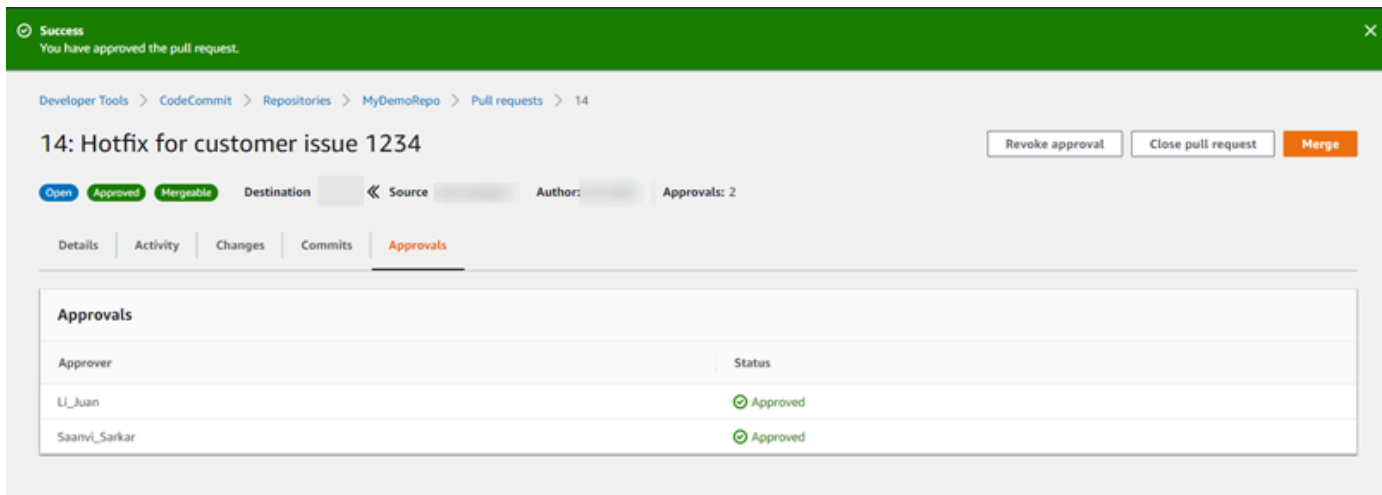 Success
You have approved the pull request.
Developer Tools > CodeCommit > Repositories > MyDemoRepo > Pull requests > 14
14: Hotfix for customer issue 1234
Revoke approval Close pull request Merge
Open Approved Mergeable Destination Source Author: Approvals: 2
Details Activity Changes Commits Approvals
Approvals
Approver Status
Li_Juan Approved
Saanvi_Sarkar Approved